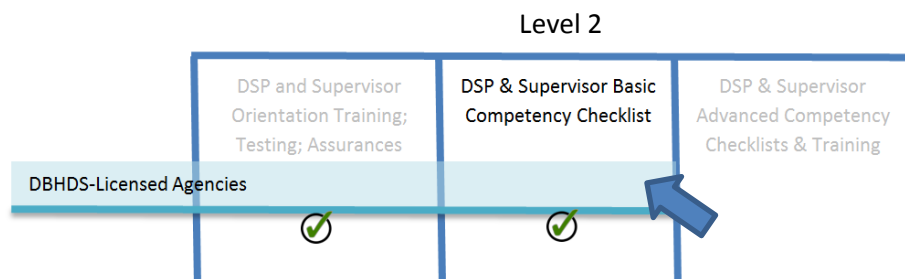 Level 2
DSP and Supervisor
Orientation Training;
Testing; Assurances
DSP & Supervisor Basic
Competency Checklist
DSP & Supervisor
Advanced Competency
Checklists & Training
DBHDS-Licensed Agencies